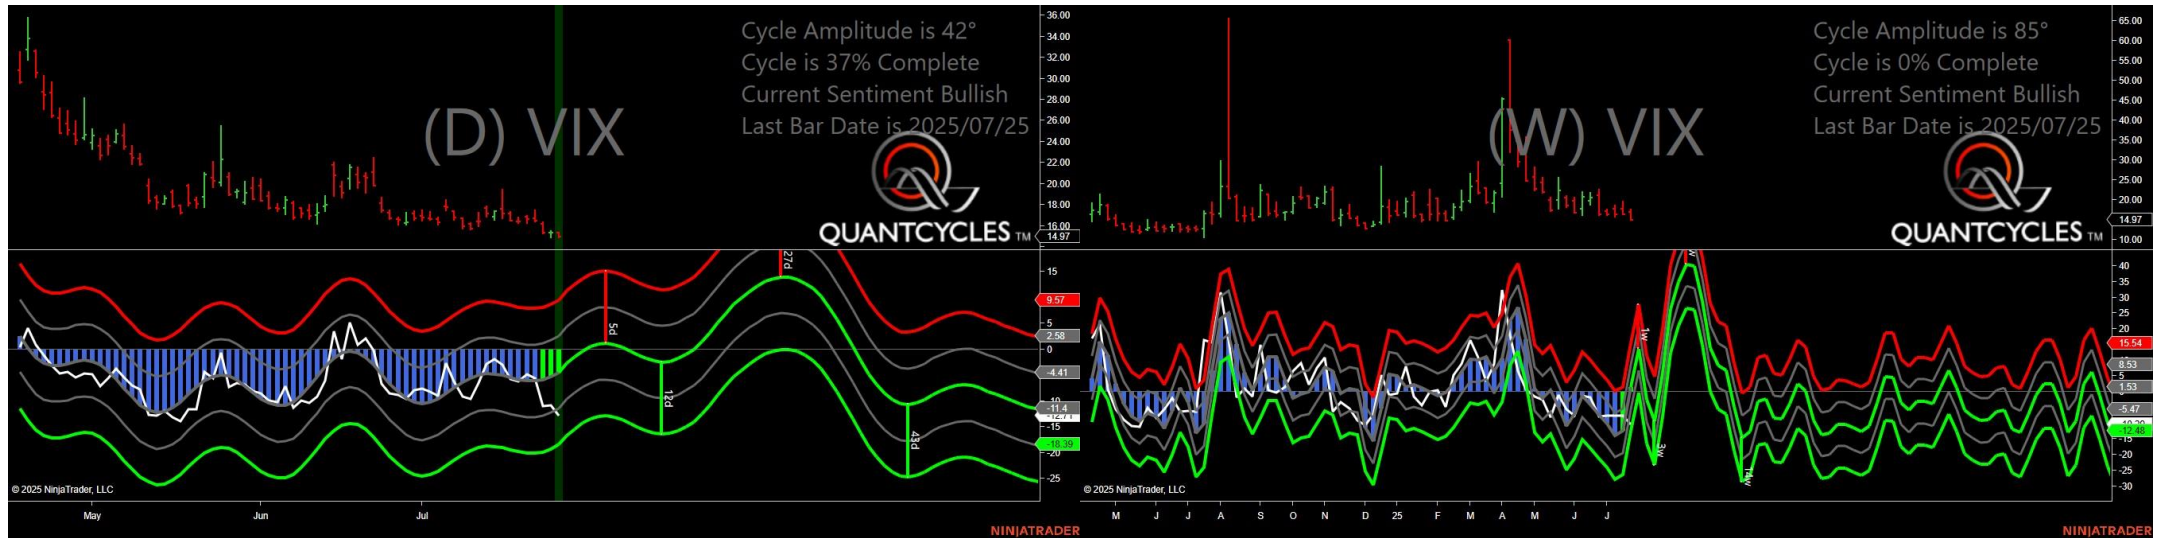 Cycle Amplitude is 42°
Cycle is 37% Complete
Current Sentiment Bullish
Last Bar Date is 2025/07/25
(D) VIX
QUANTCYCLES TM
36.00
34.00
32.00
30.00
28.00
26.00
24.00
22.00
20.00
18.00
16.00
14.97
27d
5d
12d
43d
15
9.57
5
2.58
0
-4.41
-11.4
-15
-18.39
-20
-25
© 2025 NinjaTrader, LLC
May
Jun
Jul
NINJATRADER
Cycle Amplitude is 85°
Cycle is 0% Complete
Current Sentiment Bullish
Last Bar Date is 2025/07/25
(W) VIX
QUANTCYCLES TM
65.00
60.00
55.00
50.00
45.00
40.00
35.00
30.00
25.00
20.00
14.97
10.00
1w
3w
14w
40
35
30
25
20
15.54
8.53
5
1.53
-5.47
-12.48
-15
-20
-25
-30
© 2025 NinjaTrader, LLC
M
J
J
A
S
O
N
D
25
F
M
A
M
J
J
NINJATRADER